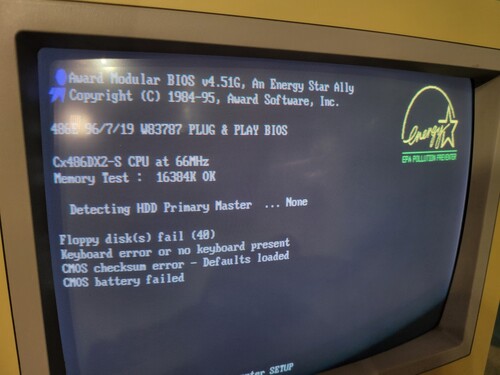 Award Modular BIOS v4.51G, An Energy Star Ally
Copyright (C) 1984-95, Award Software, Inc.
energy
EPA POLLUTION PREVENTER
96/7/19 W83787 PLUG & PLAY BIOS
Cx486DX2-S CPU at 66MHz
Memory Test : 16384K OK
Detecting HDD Primary Master ... None
Floppy disk(s) fail (40)
Keyboard error or no keyboard present
CMOS checksum error - Defaults loaded
CMOS battery failed
SETUP